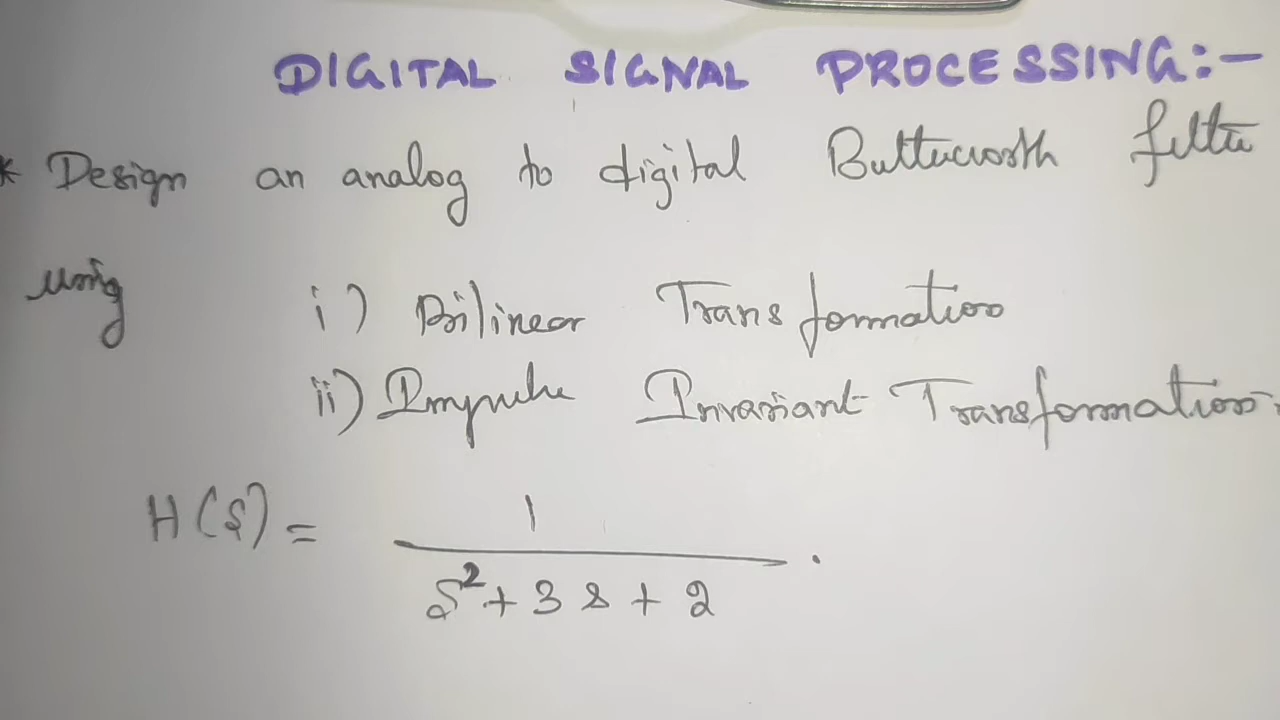 DIGITAL SIGNAL PROCESSING:-
* Design an analog to digital Butterworth filter
using
i) Bilinear Transformation
ii) Impulse Invariant Transformation.
H(s) = 1 / s²+3s+2 .